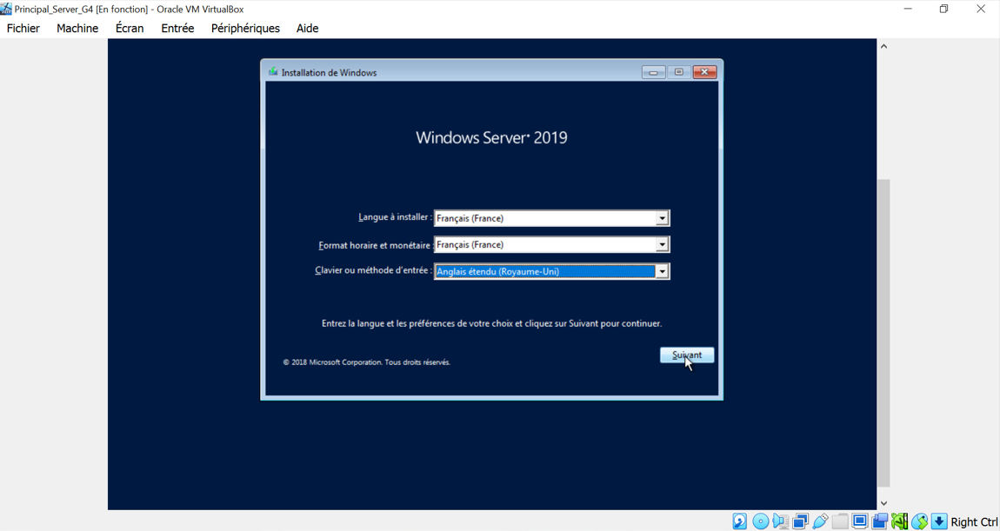 Principal_Server_G4 [En fonction] - Oracle VM VirtualBox
Fichier Machine Écran Entrée Périphériques Aide
Installation de Windows
Windows Server® 2019
Langue à installer : Français (France)
Format horaire et monétaire : Français (France)
Clavier ou méthode d'entrée : Anglais étendu (Royaume-Uni)
Entrez la langue et les préférences de votre choix et cliquez sur Suivant pour continuer.
Suivant
© 2018 Microsoft Corporation. Tous droits réservés.
Right Ctrl